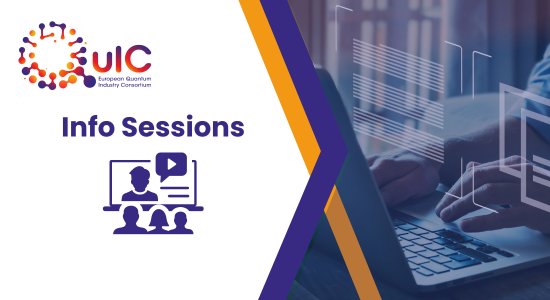 QuIC
European Quantum
Industry Consortium
Info Sessions